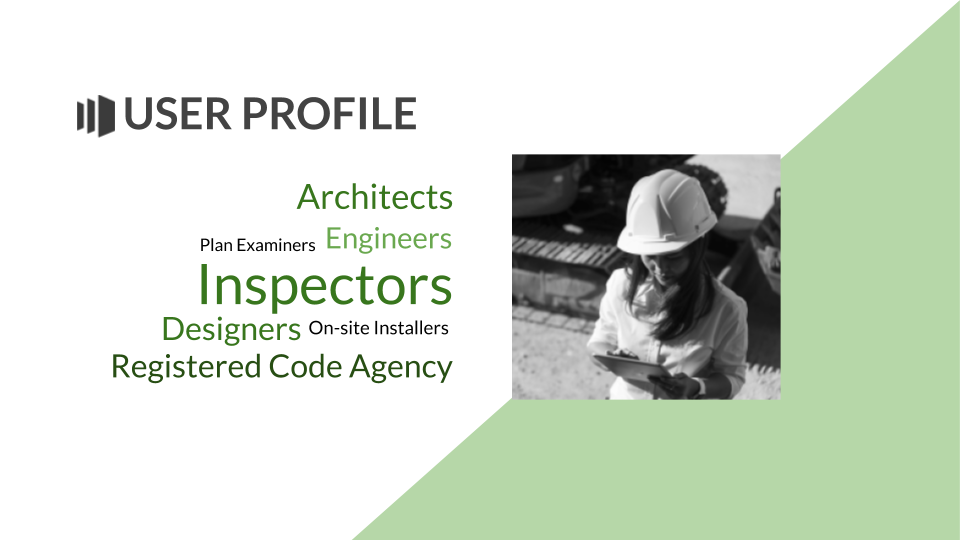 USER PROFILE
Architects
Plan Examiners Engineers
Inspectors
Designers On-site Installers
Registered Code Agency